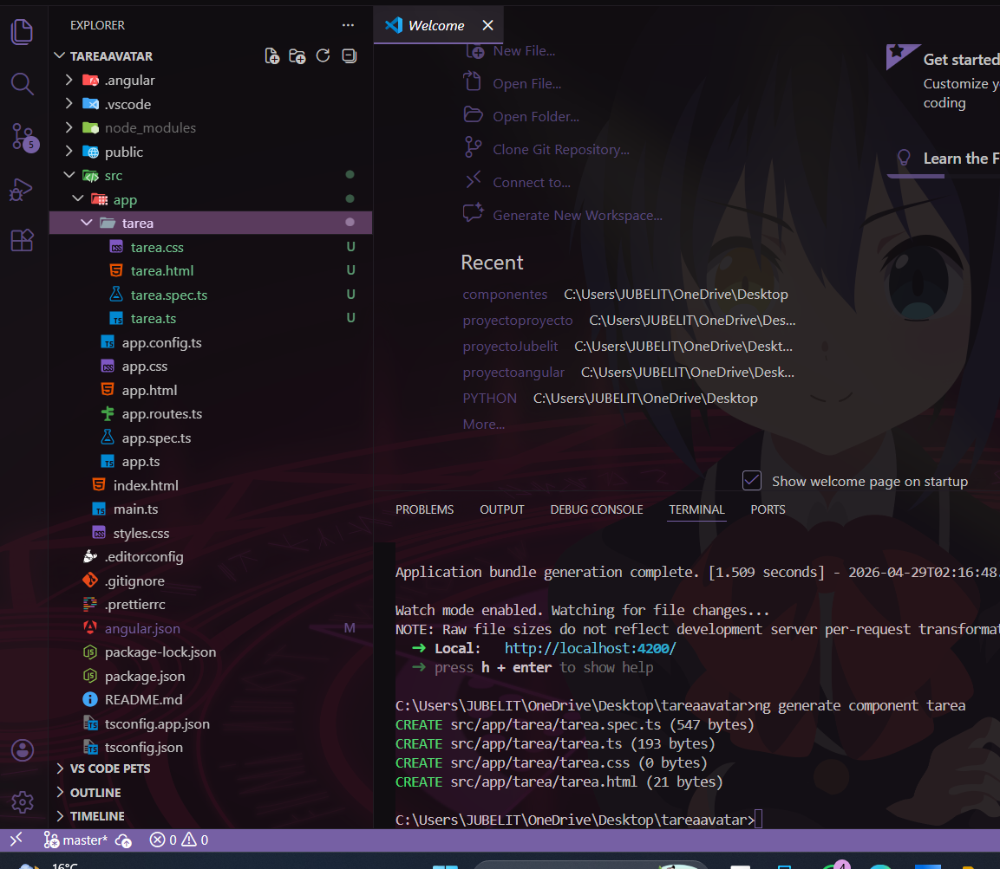 EXPLORER
TAREAAVATAR
.angular
.vscode
node_modules
public
src
app
tarea
tarea.css U
tarea.html U
tarea.spec.ts U
tarea.ts U
app.config.ts
app.css
app.html
app.routes.ts
app.spec.ts
app.ts
index.html
main.ts
styles.css
.editorconfig
.gitignore
.prettierrc
angular.json M
package-lock.json
package.json
README.md
tsconfig.app.json
tsconfig.json
VS CODE PETS
OUTLINE
TIMELINE
5
Welcome
New File...
Open File...
Open Folder...
Clone Git Repository...
Connect to...
Generate New Workspace...
Recent
componentes C:\Users\JUBELIT\OneDrive\Desktop
proyectoproyecto C:\Users\JUBELIT\OneDrive\Des...
proyectoJubelit C:\Users\JUBELIT\OneDrive\Deskt...
proyectoangular C:\Users\JUBELIT\OneDrive\Desk...
PYTHON C:\Users\JUBELIT\OneDrive\Desktop
More...
Get started
Customize y
coding
Learn the F
Show welcome page on startup
PROBLEMS OUTPUT DEBUG CONSOLE TERMINAL PORTS
Application bundle generation complete. [1.509 seconds] - 2026-04-29T02:16:48.
Watch mode enabled. Watching for file changes...
NOTE: Raw file sizes do not reflect development server per-request transformat
➜ Local: http://localhost:4200/
➜ press h + enter to show help
C:\Users\JUBELIT\OneDrive\Desktop\tareaavatar>ng generate component tarea
CREATE src/app/tarea/tarea.spec.ts (547 bytes)
CREATE src/app/tarea/tarea.ts (193 bytes)
CREATE src/app/tarea/tarea.css (0 bytes)
CREATE src/app/tarea/tarea.html (21 bytes)
C:\Users\JUBELIT\OneDrive\Desktop\tareaavatar>
master* 0 0
16°C
4